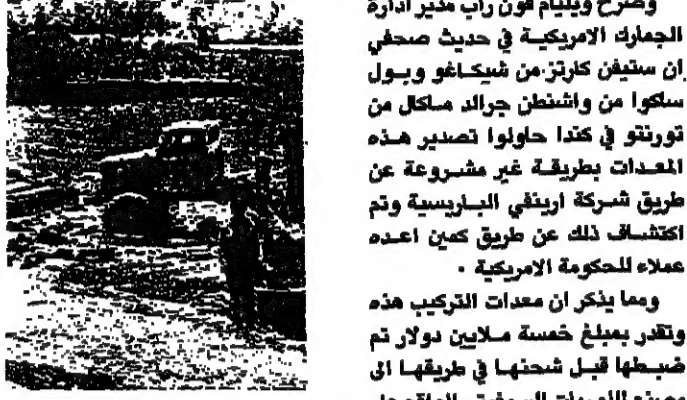 وصرح ويليام فون راب مدير ادارة
الجمارك الامريكية في حديث صحفي
ان ستيفن كارتز من شيكاغو وبول
ساكوا من واشنطن جرالد ماكال من
تورنتو في كندا حاولوا تصدير هذه
المعدات بطريقة غير مشروعة عن
طريق شركة ارينفي الباريسية وتم
اكتشاف ذلك عن طريق كمين اعده
عملاء للحكومة الامريكية ٠
ومما يذكر ان معدات التركيب هذه
وتقدر بمبلغ خمسة ملايين دولار تم
ضبطها قبل شحنها في طريقها الى